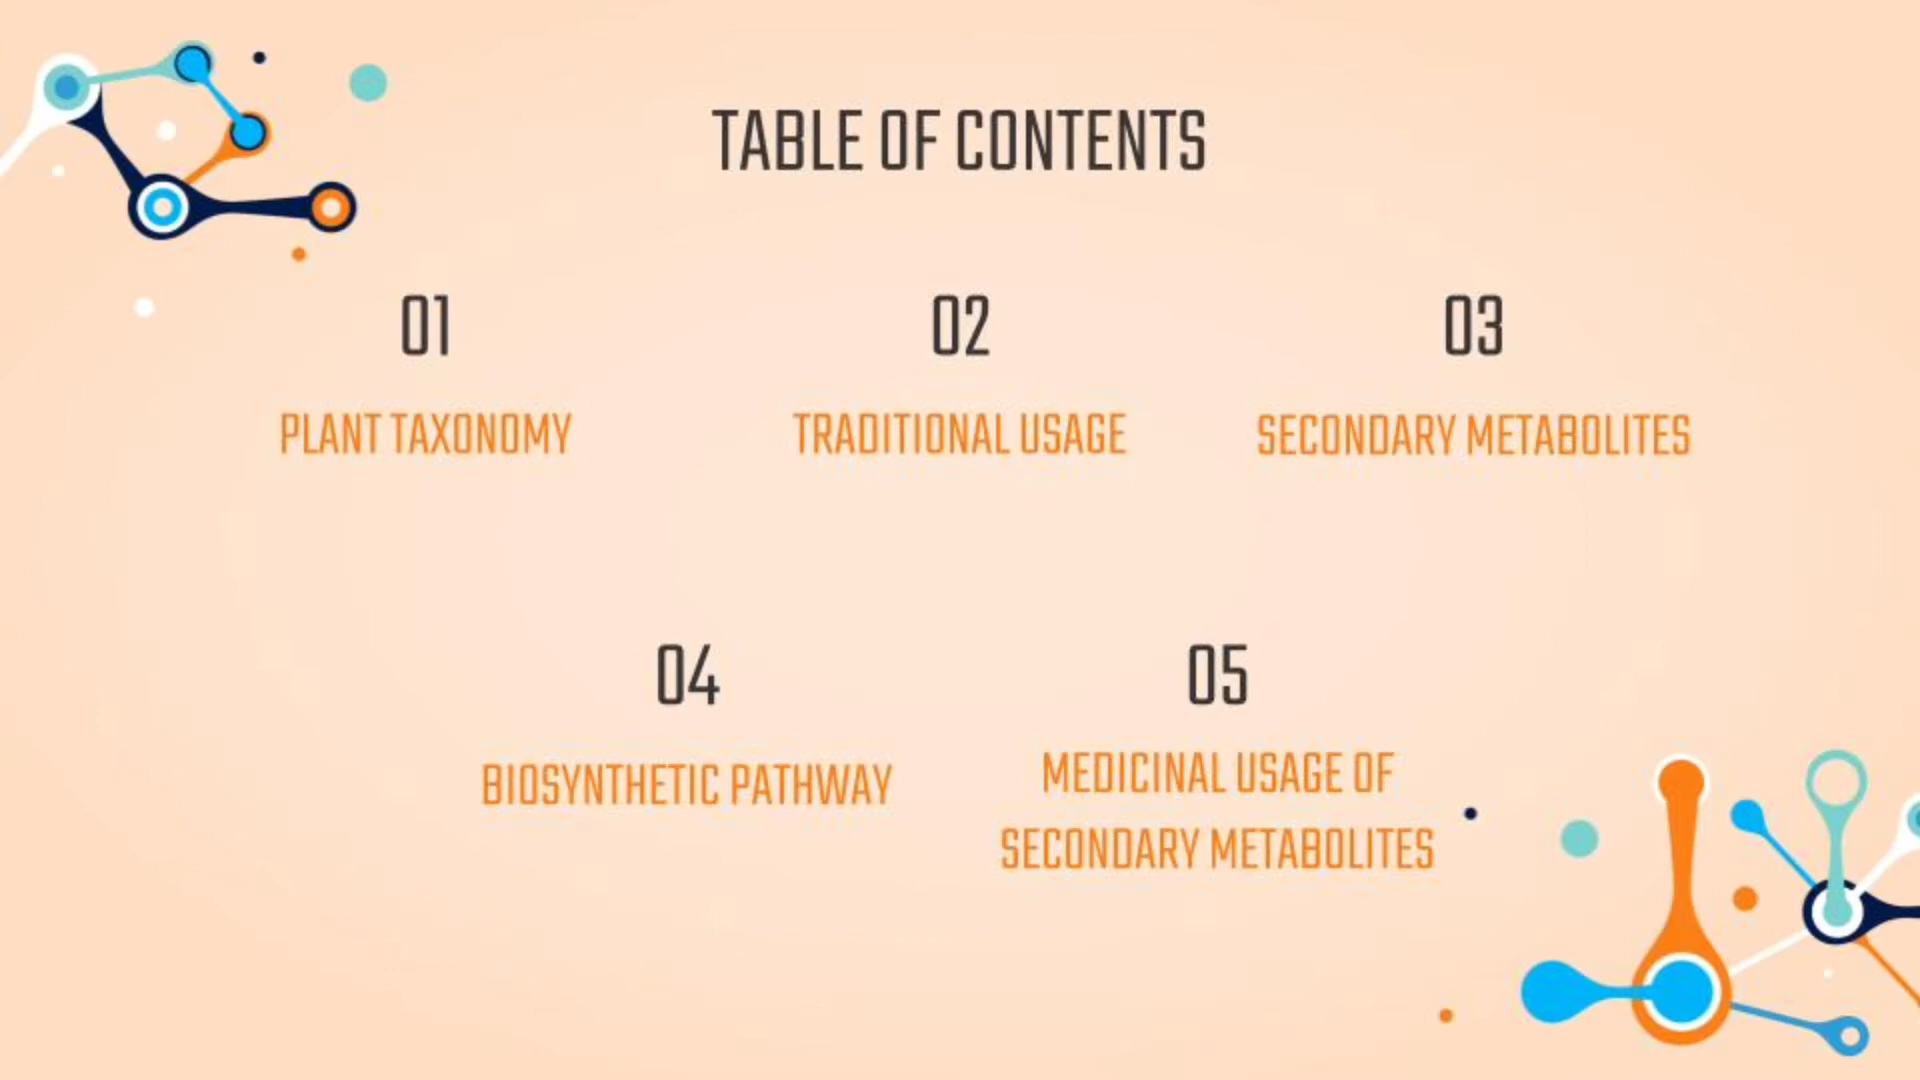 TABLE OF CONTENTS
01
PLANT TAXONOMY
02
TRADITIONAL USAGE
03
SECONDARY METABOLITES
04
BIOSYNTHETIC PATHWAY
05
MEDICINAL USAGE OF
SECONDARY METABOLITES